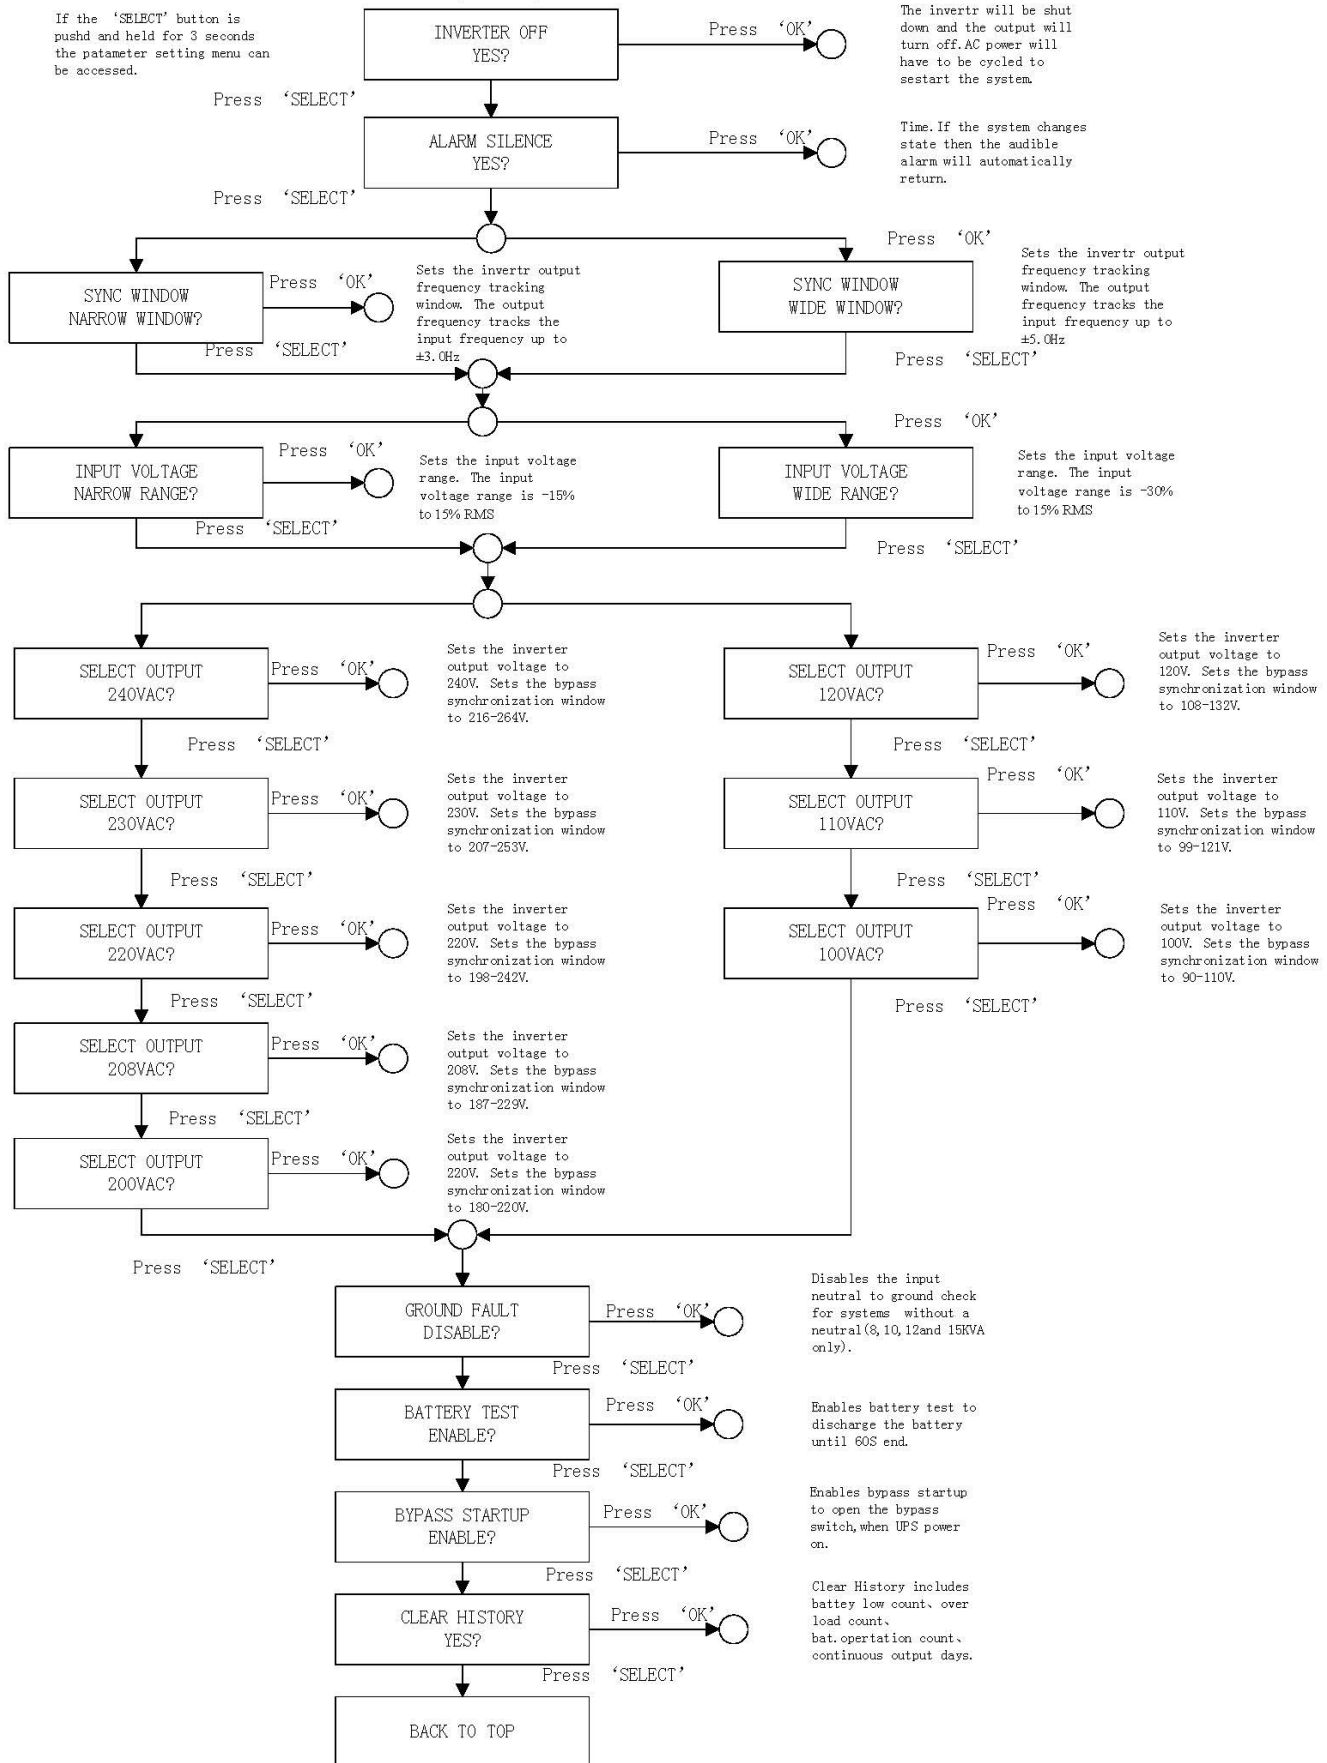 If the ‘SELECT’ button is
pushd and held for 3 seconds
the patameter setting menu can
be accessed.
INVERTER OFF
YES?
Press ‘OK’
The invertr will be shut
down and the output will
turn off.AC power will
have to be cycled to
sestart the system.
Press ‘SELECT’
ALARM SILENCE
YES?
Press ‘OK’
Time.If the system changes
state then the audible
alarm will automatically
return.
Press ‘SELECT’
SYNC WINDOW
NARROW WINDOW?
Press ‘OK’
Sets the invertr output
frequency tracking
window. The output
frequency tracks the
input frequency up to
±3.0Hz
Press ‘SELECT’
Press ‘OK’
SYNC WINDOW
WIDE WINDOW?
Sets the invertr output
frequency tracking
window. The output
frequency tracks the
input frequency up to
±5.0Hz
Press ‘SELECT’
INPUT VOLTAGE
NARROW RANGE?
Press ‘OK’
Sets the input voltage
range. The input
voltage range is -15%
to15% RMS
Press ‘SELECT’
Press ‘OK’
INPUT VOLTAGE
WIDE RANGE?
Sets the input voltage
range. The input
voltage range is -30%
to15% RMS
Press ‘SELECT’
SELECT OUTPUT
240VAC?
Press ‘OK’
Sets the inverter
output voltage to
240V. Sets the bypass
synchronization window
to 216-264V.
Press ‘SELECT’
SELECT OUTPUT
120VAC?
Press ‘OK’
Sets the inverter
output voltage to
120V. Sets the bypass
synchronization window
to 108-132V.
Press ‘SELECT’
SELECT OUTPUT
230VAC?
Press ‘OK’
Sets the inverter
output voltage to
230V. Sets the bypass
synchronization window
to 207-253V.
Press ‘SELECT’
SELECT OUTPUT
110VAC?
Press ‘OK’
Sets the inverter
output voltage to
110V. Sets the bypass
synchronization window
to 99-121V.
Press ‘SELECT’
SELECT OUTPUT
220VAC?
Press ‘OK’
Sets the inverter
output voltage to
220V. Sets the bypass
synchronization window
to 198-242V.
Press ‘SELECT’
SELECT OUTPUT
100VAC?
Press ‘OK’
Sets the inverter
output voltage to
100V. Sets the bypass
synchronization window
to 90-110V.
Press ‘SELECT’
SELECT OUTPUT
208VAC?
Press ‘OK’
Sets the inverter
output voltage to
208V. Sets the bypass
synchronization window
to 187-229V.
Press ‘SELECT’
SELECT OUTPUT
200VAC?
Press ‘OK’
Sets the inverter
output voltage to
220V. Sets the bypass
synchronization window
to 180-220V.
Press ‘SELECT’
GROUND FAULT
DISABLE?
Press ‘OK’
Disables the input
neutral to ground check
for systems without a
neutral(8,10,12and 15KVA
only).
Press ‘SELECT’
BATTERY TEST
ENABLE?
Press ‘OK’
Enables battery test to
discharge the battery
until 60S end.
Press ‘SELECT’
BYPASS STARTUP
ENABLE?
Press ‘OK’
Enables bypass startup
to open the bypass
switch,when UPS power
on.
Press ‘SELECT’
CLEAR HISTORY
YES?
Press ‘OK’
Clear History includes
battey low count、over
load count、
bat.opertation count、
continuous output days.
Press ‘SELECT’
BACK TO TOP